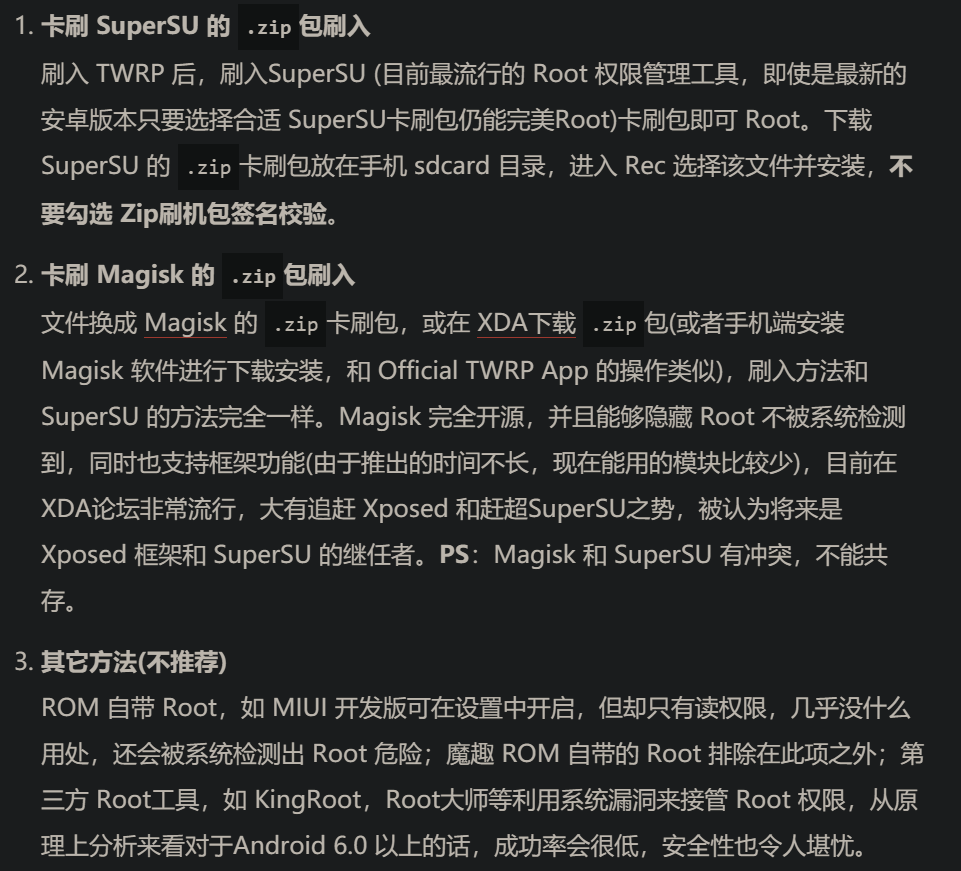 1. 卡刷 SuperSU 的 .zip 包刷入
刷入 TWRP 后，刷入SuperSU (目前最流行的 Root 权限管理工具，即使是最新的
安卓版本只要选择合适 SuperSU卡刷包仍能完美Root)卡刷包即可 Root。下载
SuperSU 的 .zip 卡刷包放在手机 sdcard 目录，进入 Rec 选择该文件并安装，不
要勾选 Zip刷机包签名校验。
2. 卡刷 Magisk 的 .zip 包刷入
文件换成 Magisk 的 .zip 卡刷包，或在 XDA下载 .zip 包(或者手机端安装
Magisk 软件进行下载安装，和 Official TWRP App 的操作类似)，刷入方法和
SuperSU 的方法完全一样。Magisk 完全开源，并且能够隐藏 Root 不被系统检测
到，同时也支持框架功能(由于推出的时间不长，现在能用的模块比较少)，目前在
XDA论坛非常流行，大有追赶 Xposed 和赶超SuperSU之势，被认为将来是
Xposed 框架和 SuperSU 的继任者。PS：Magisk 和 SuperSU 有冲突，不能共
存。
3. 其它方法(不推荐)
ROM 自带 Root，如 MIUI 开发版可在设置中开启，但却只有读权限，几乎没什么
用处，还会被系统检测出 Root 危险；魔趣 ROM 自带的 Root 排除在此项之外；第
三方 Root工具，如 KingRoot，Root大师等利用系统漏洞来接管 Root 权限，从原
理上分析来看对于Android 6.0 以上的话，成功率会很低，安全性也令人堪忧。